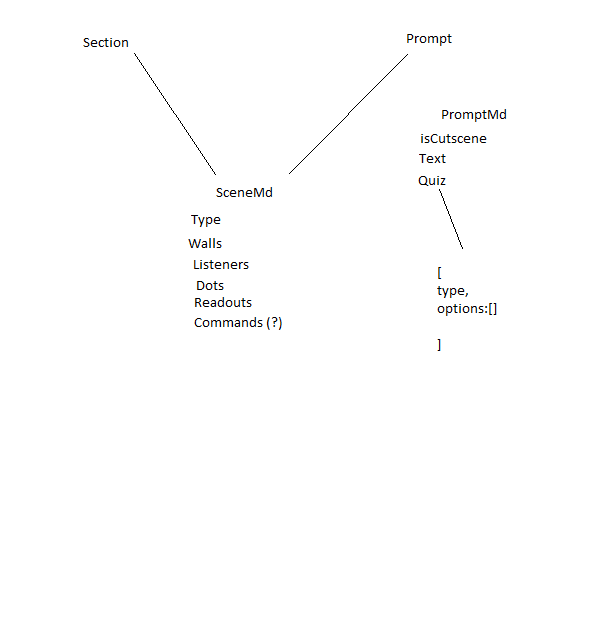 Section
Prompt
PromptMd
isCutscene
Text
Quiz
SceneMd
Type
Walls
Listeners
Dots
Readouts
Commands (?)
[
type,
options:[]
]